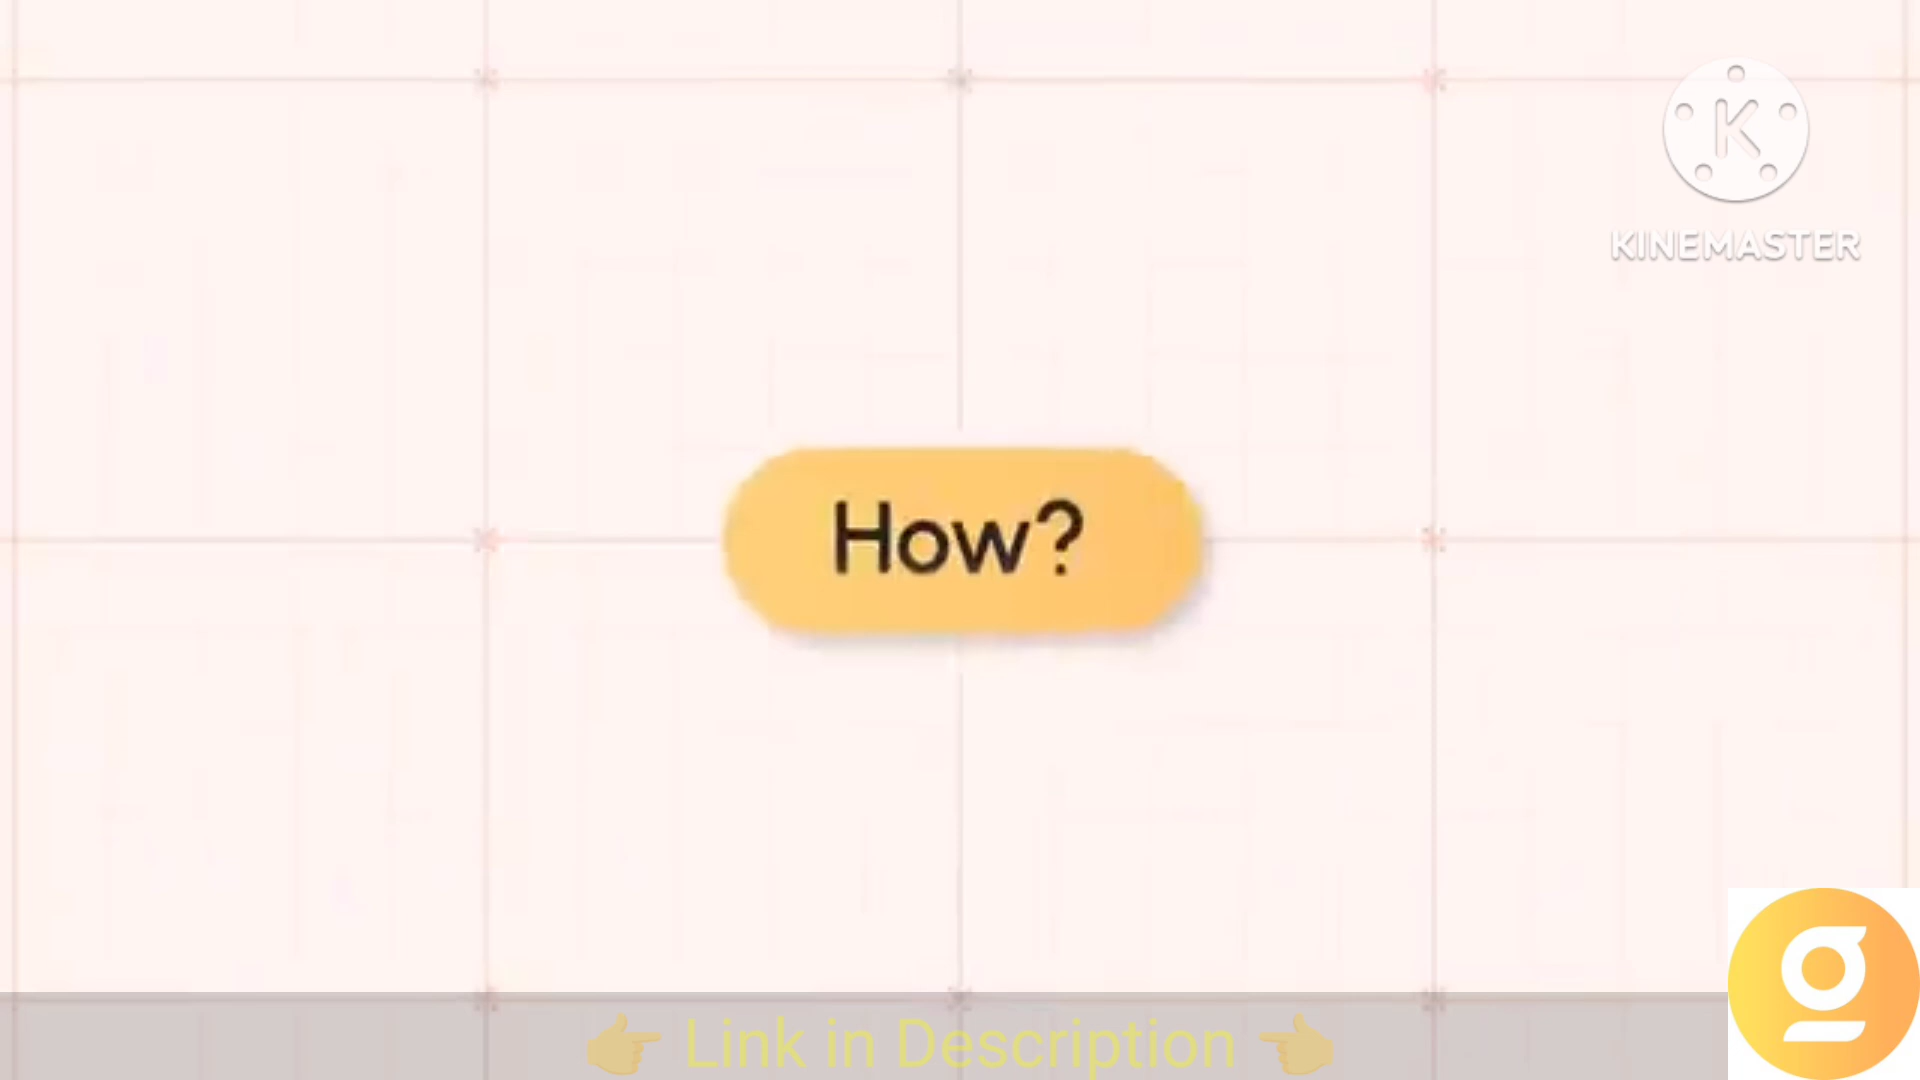 K
KINEMASTER
How?
👉 Link in Description 👈
g